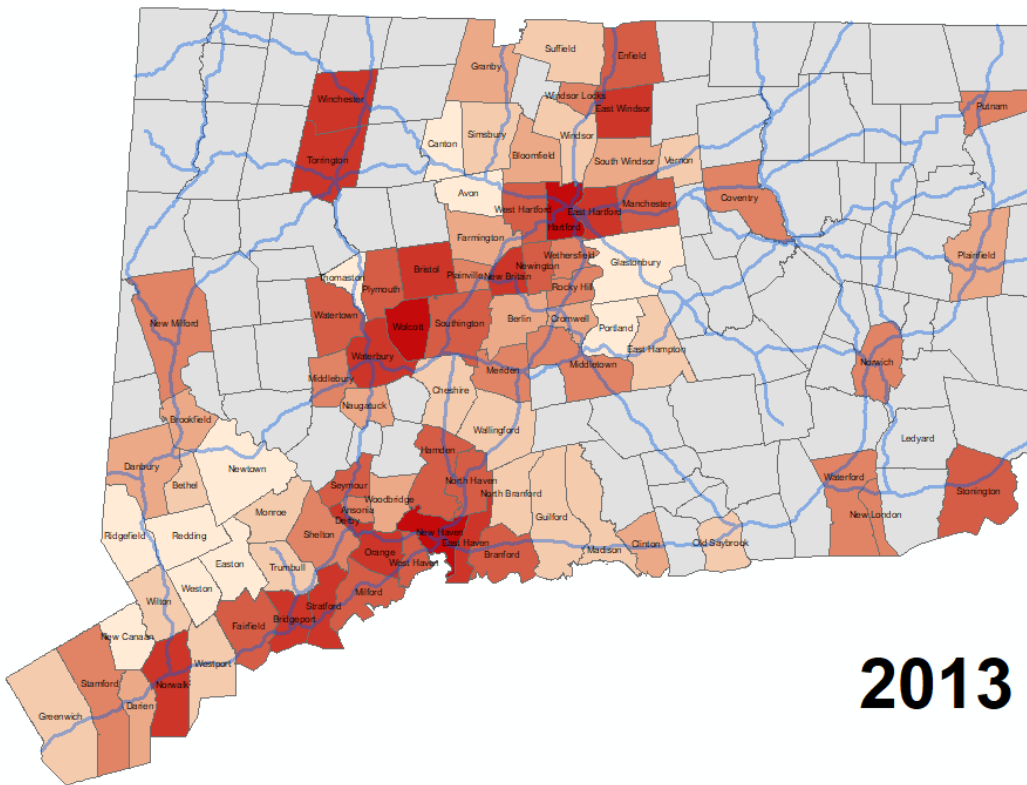 Suffield
Enfield
Granby
Winchester
Windsor Locks
East Windsor
Putnam
Simsbury
Windsor
Canton
Bloomfield
Torrington
South Windsor
Vernon
Avon
Coventry
West Hartford
East Hartford
Manchester
Hartford
Farmington
Wethersfield
Plainfield
Glastonbury
Newington
Bristol
Thomaston
Plainville
New Britain
Plymouth
Rocky Hill
Watertown
Berlin
Cromwell
New Milford
Wolcott
Southington
Portland
East Hampton
Waterbury
Norwich
Middletown
Meriden
Middlebury
Cheshire
Naugatuck
Brookfield
Wallingford
Ledyard
Hamden
Danbury
Newtown
Waterford
North Haven
Bethel
Seymour
Stonington
North Branford
Woodbridge
Ansonia
Monroe
Guilford
New London
Derby
New Haven
Ridgefield
Redding
Shelton
East Haven
Clinton
Old Saybrook
Orange
Madison
Branford
Easton
West Haven
Trumbull
Weston
Milford
Wilton
Stratford
Bridgeport
Fairfield
New Canaan
Westport
Stamford
Norwalk
2013
Darien
Greenwich